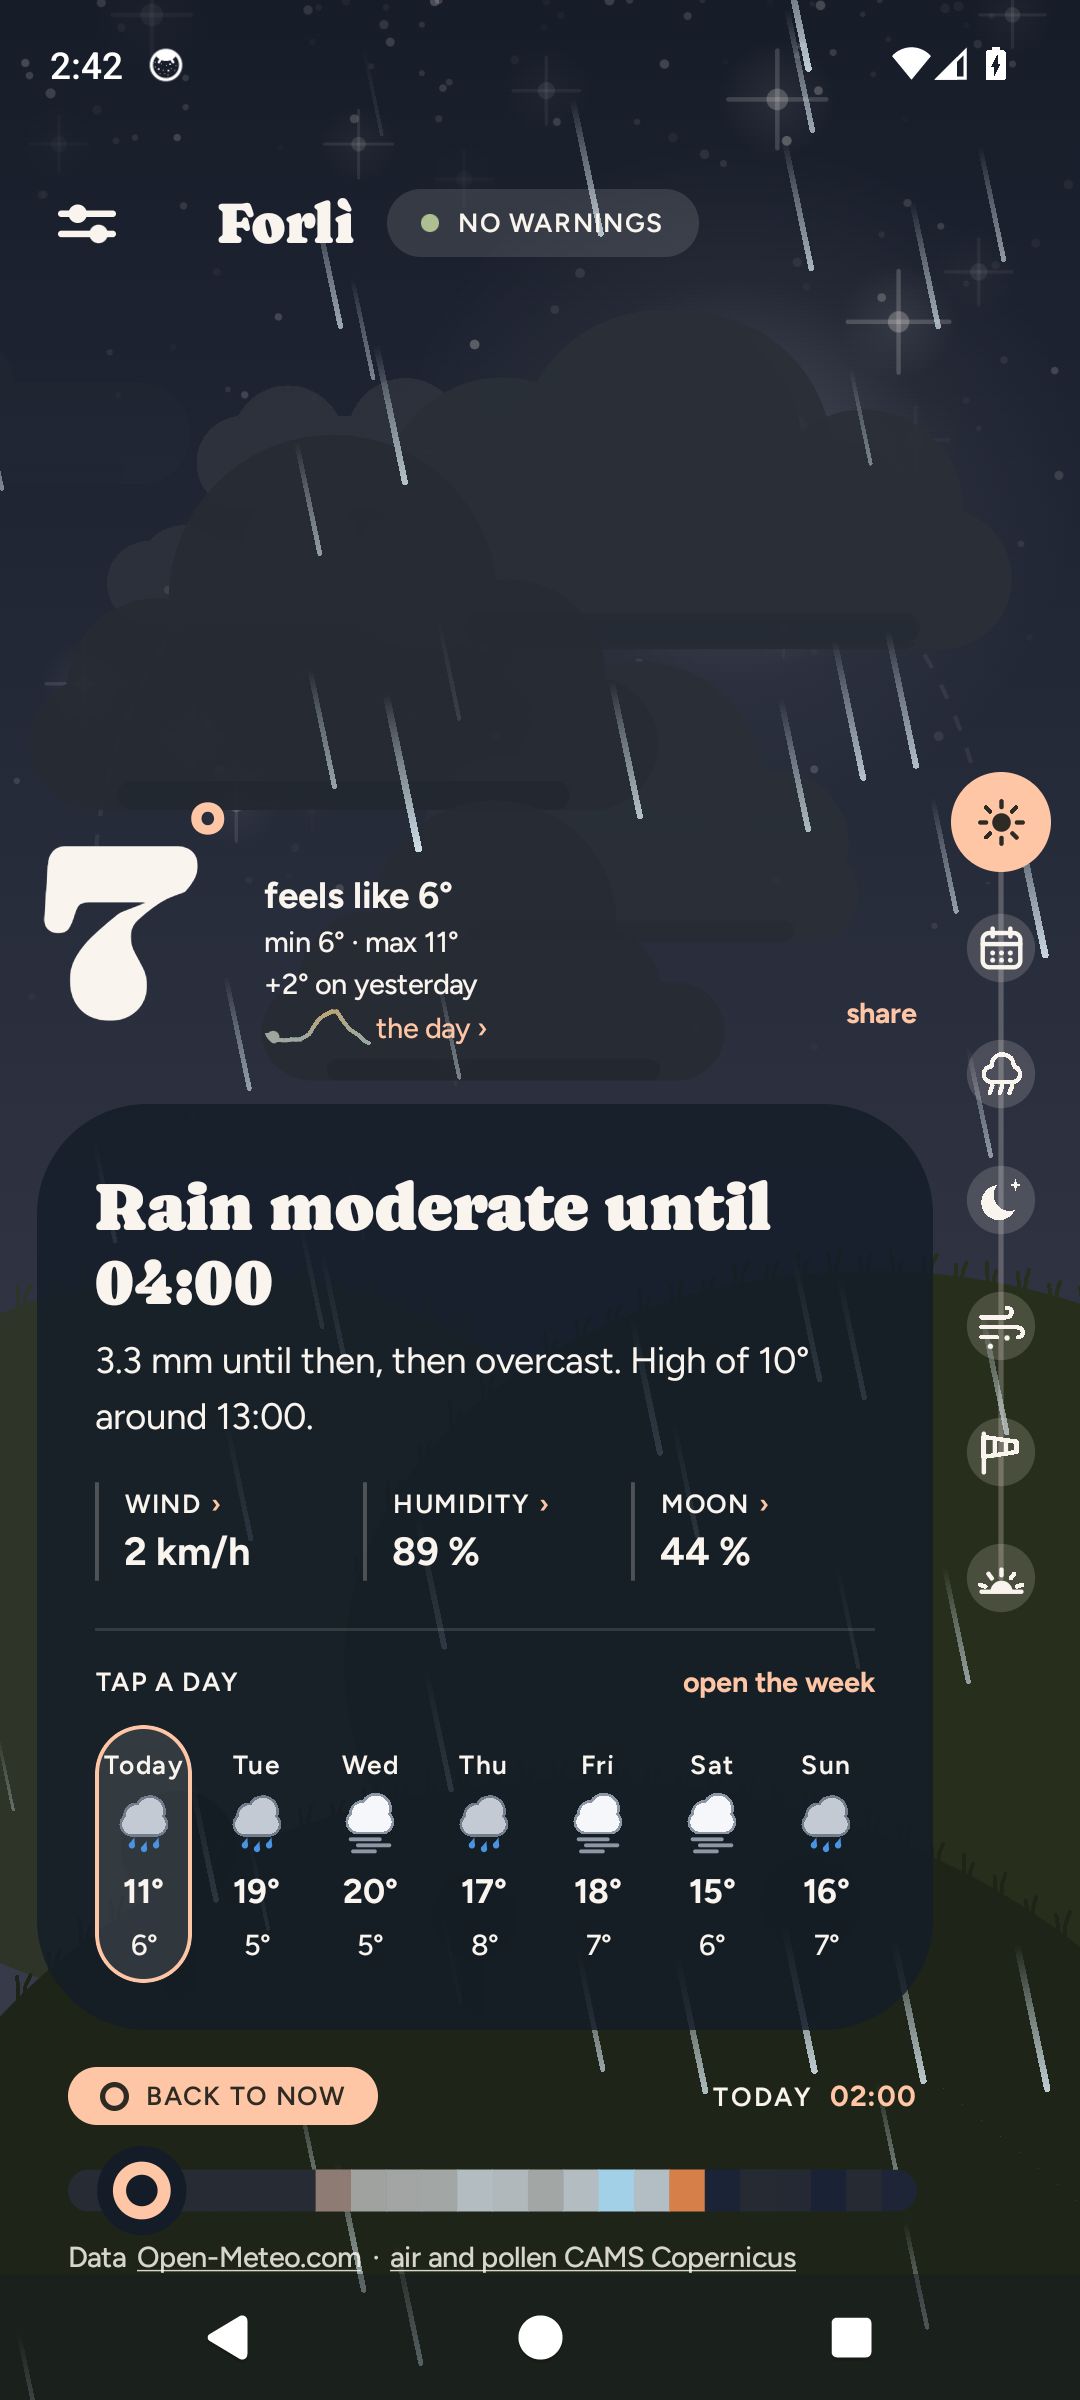 2:42
Forlì
NO WARNINGS
7°
feels like 6°
min 6° · max 11°
+2° on yesterday
the day ›
share
Rain moderate until
04:00
3.3 mm until then, then overcast. High of 10°
around 13:00.
WIND ›
HUMIDITY ›
MOON ›
2 km/h
89 %
44 %
TAP A DAY
open the week
Today Tue Wed Thu Fri Sat Sun
11° 19° 20° 17° 18° 15° 16°
6° 5° 5° 8° 7° 6° 7°
BACK TO NOW
TODAY 02:00
Data Open-Meteo.com · air and pollen CAMS Copernicus